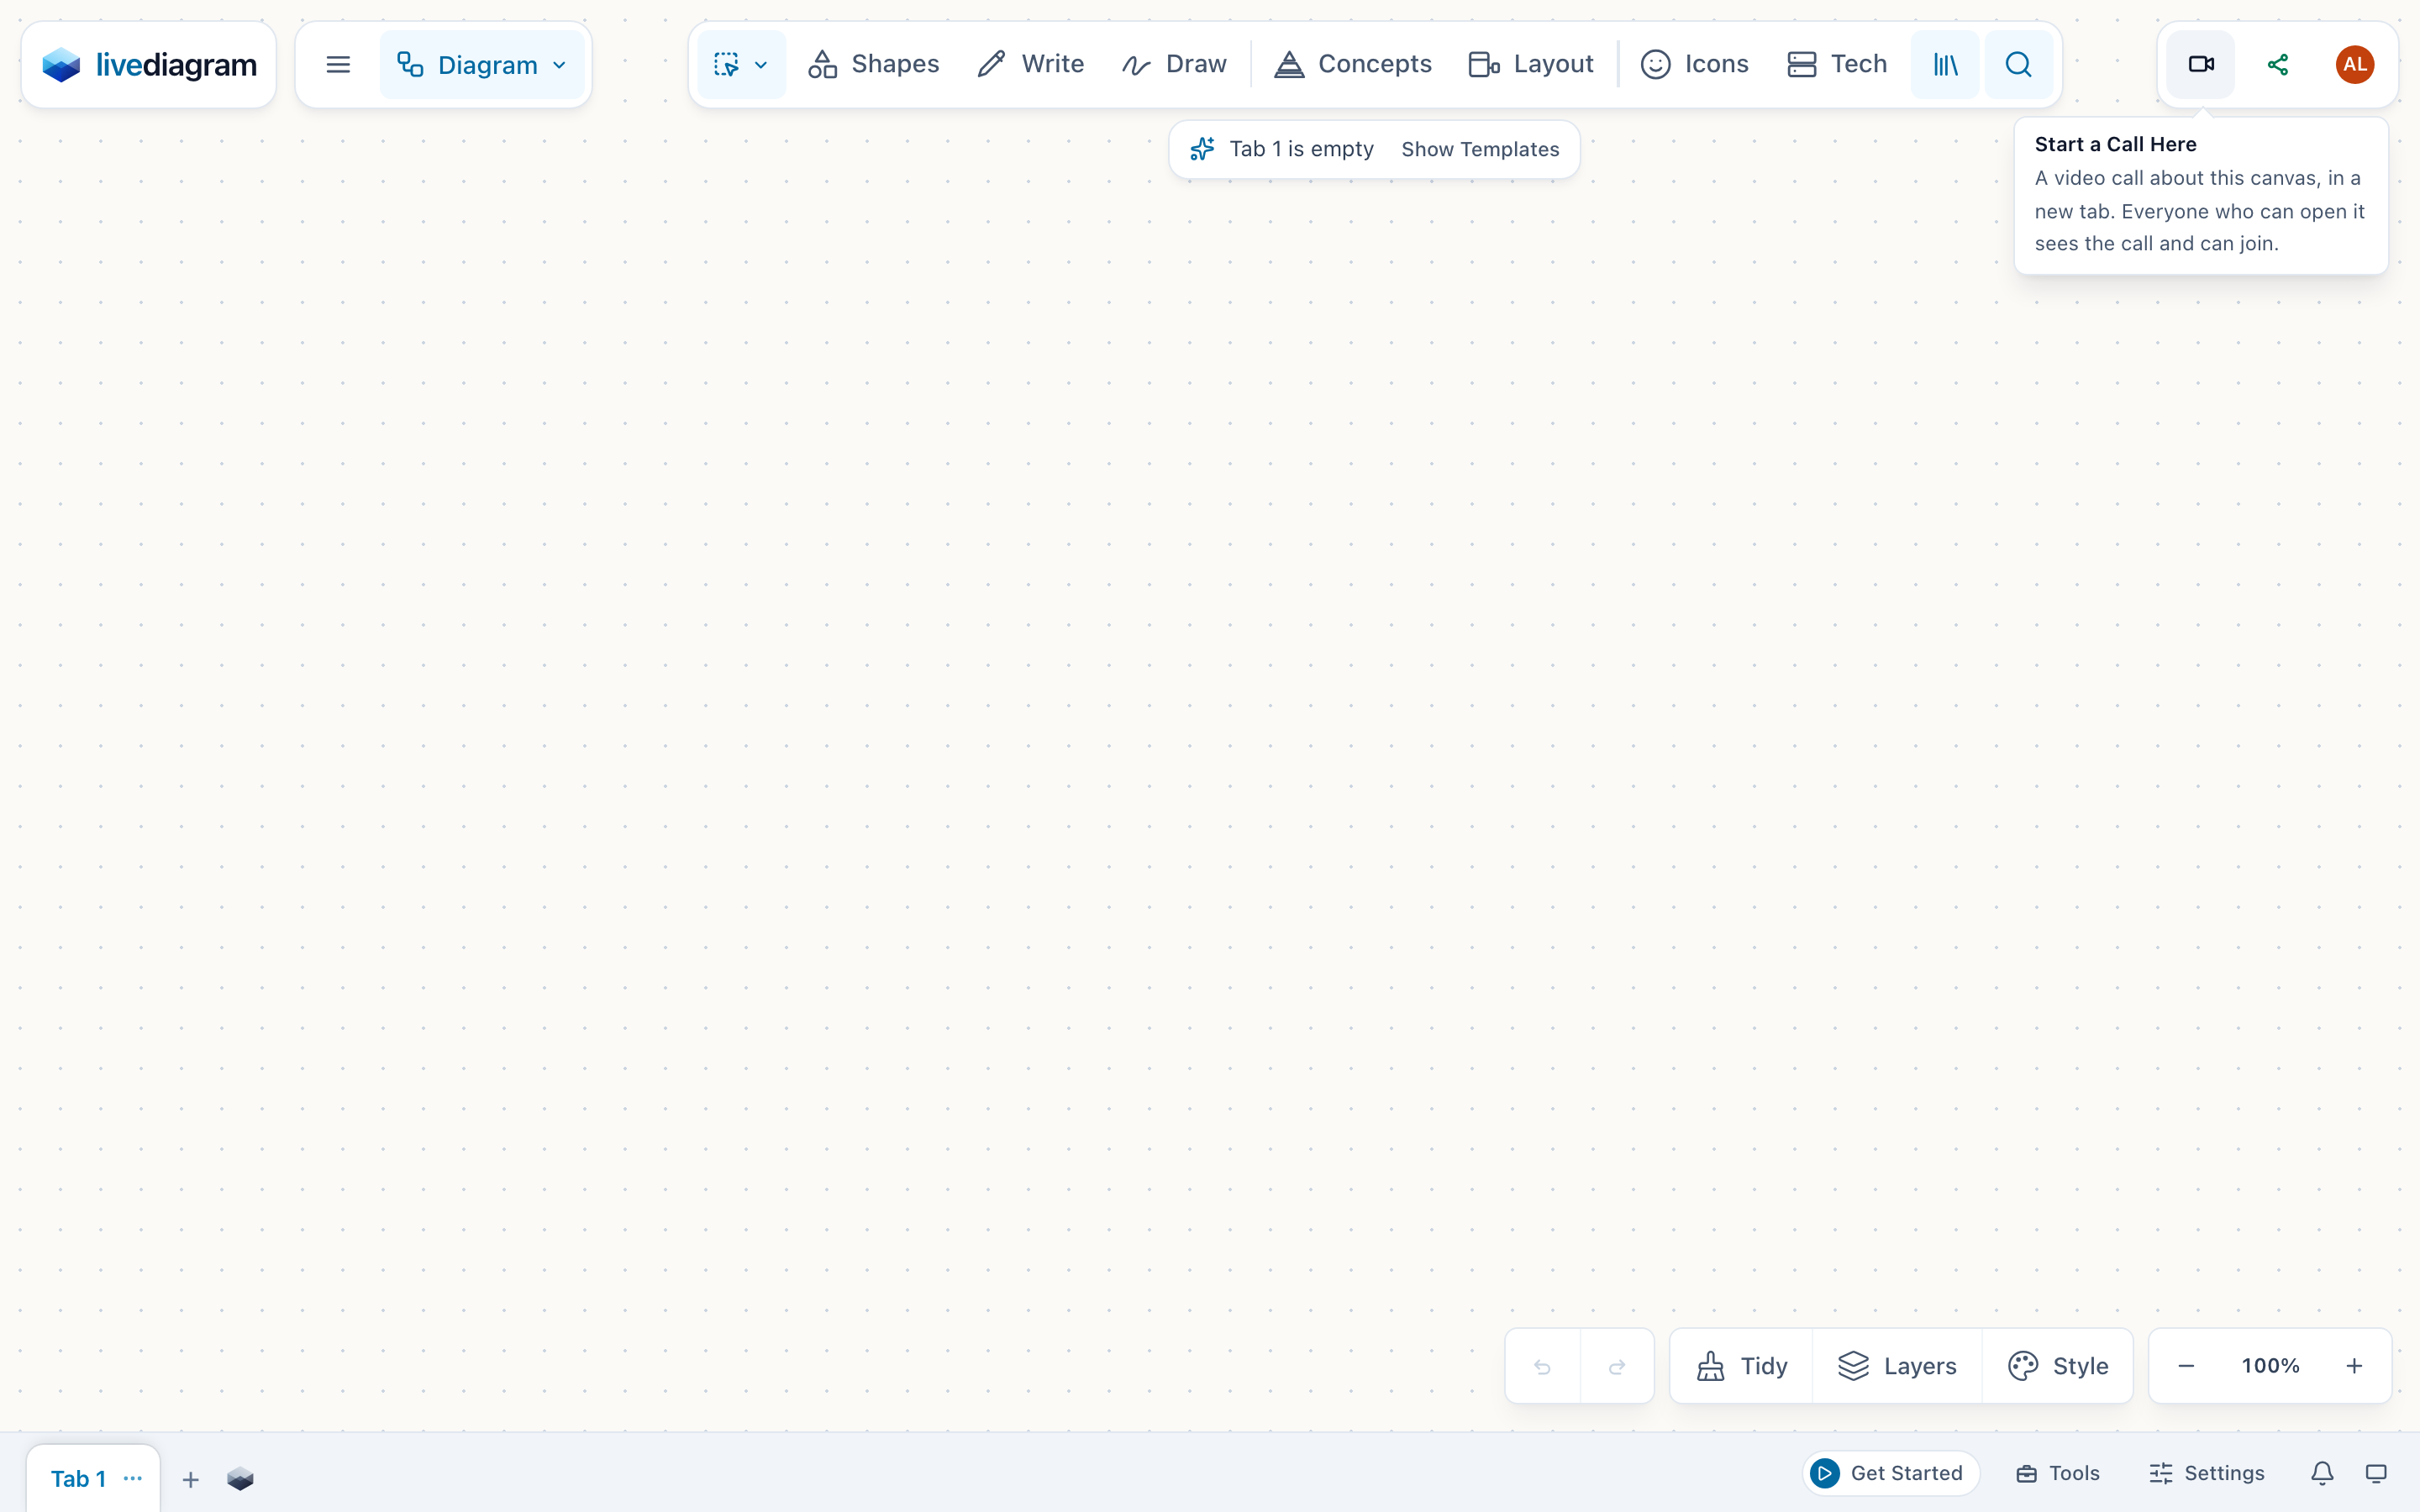 livediagram
Diagram
Shapes
Write
Draw
Concepts
Layout
Icons
Tech
AL
Tab 1 is empty
Show Templates
Start a Call Here
A video call about this canvas, in a
new tab. Everyone who can open it
sees the call and can join.
Tidy
Layers
Style
100%
Tab 1
Get Started
Tools
Settings